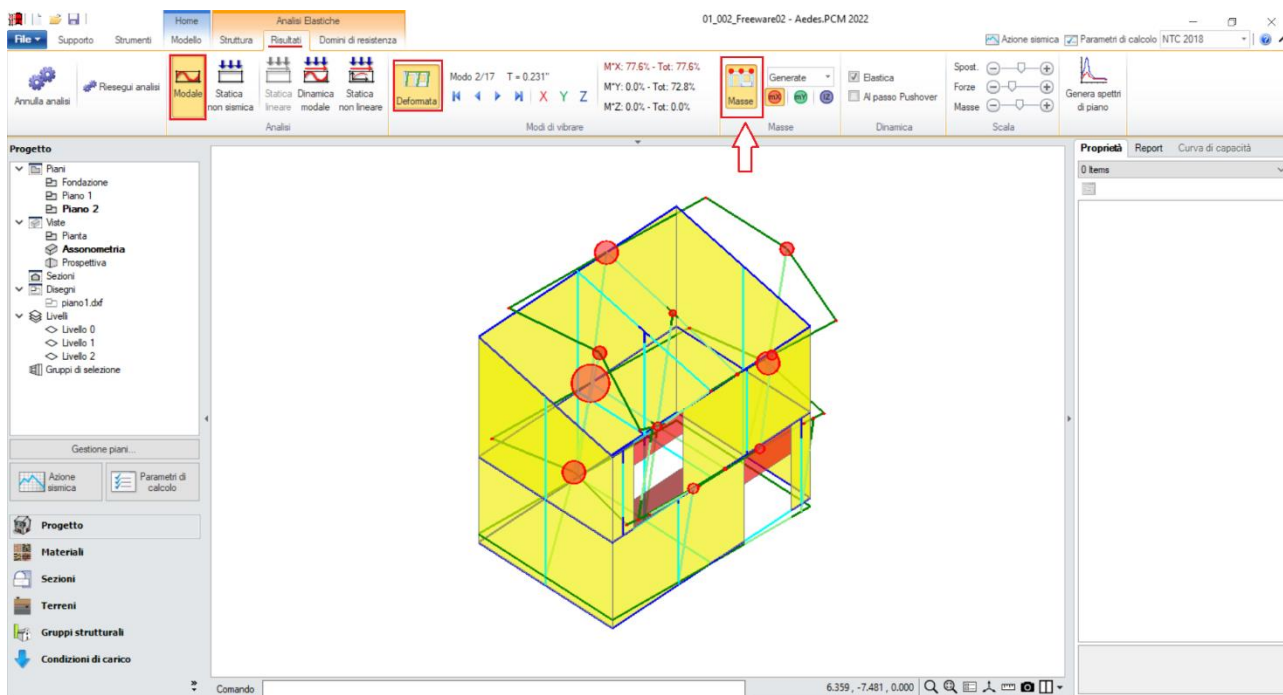 01_002_Freeware02 - Aedes.PCM 2022
Home
Analisi Elastiche
File
Supporto
Strumenti
Modello
Struttura
Risultati
Domini di resistenza
Azione sismica
Parametri di calcolo
NTC 2018
Annulla analisi
Riesegui analisi
Modale
Statica
non sismica
Statica
lineare
Dinamica
modale
Statica
non lineare
Analisi
Deformata
Modo 2/17 T = 0.231"
X Y Z
M*X: 77.6% - Tot: 77.6%
M*Y: 0.0% - Tot: 72.8%
M*Z: 0.0% - Tot: 0.0%
Modi di vibrare
Masse
Generate
mX
mY
IZ
Masse
Elastica
Al passo Pushover
Dinamica
Spost.
Forze
Masse
Scala
Genera spettri
di piano
Progetto
Piani
Fondazione
Piano 1
Piano 2
Viste
Pianta
Assonometria
Prospettiva
Sezioni
Disegni
piano1.dxf
Livelli
Livello 0
Livello 1
Livello 2
Gruppi di selezione
Gestione piani...
Azione
sismica
Parametri di
calcolo
Progetto
Materiali
Sezioni
Terreni
Gruppi strutturali
Condizioni di carico
Proprietà
Report
Curva di capacità
0 Items
Comando
6.359 , -7.481 , 0.000